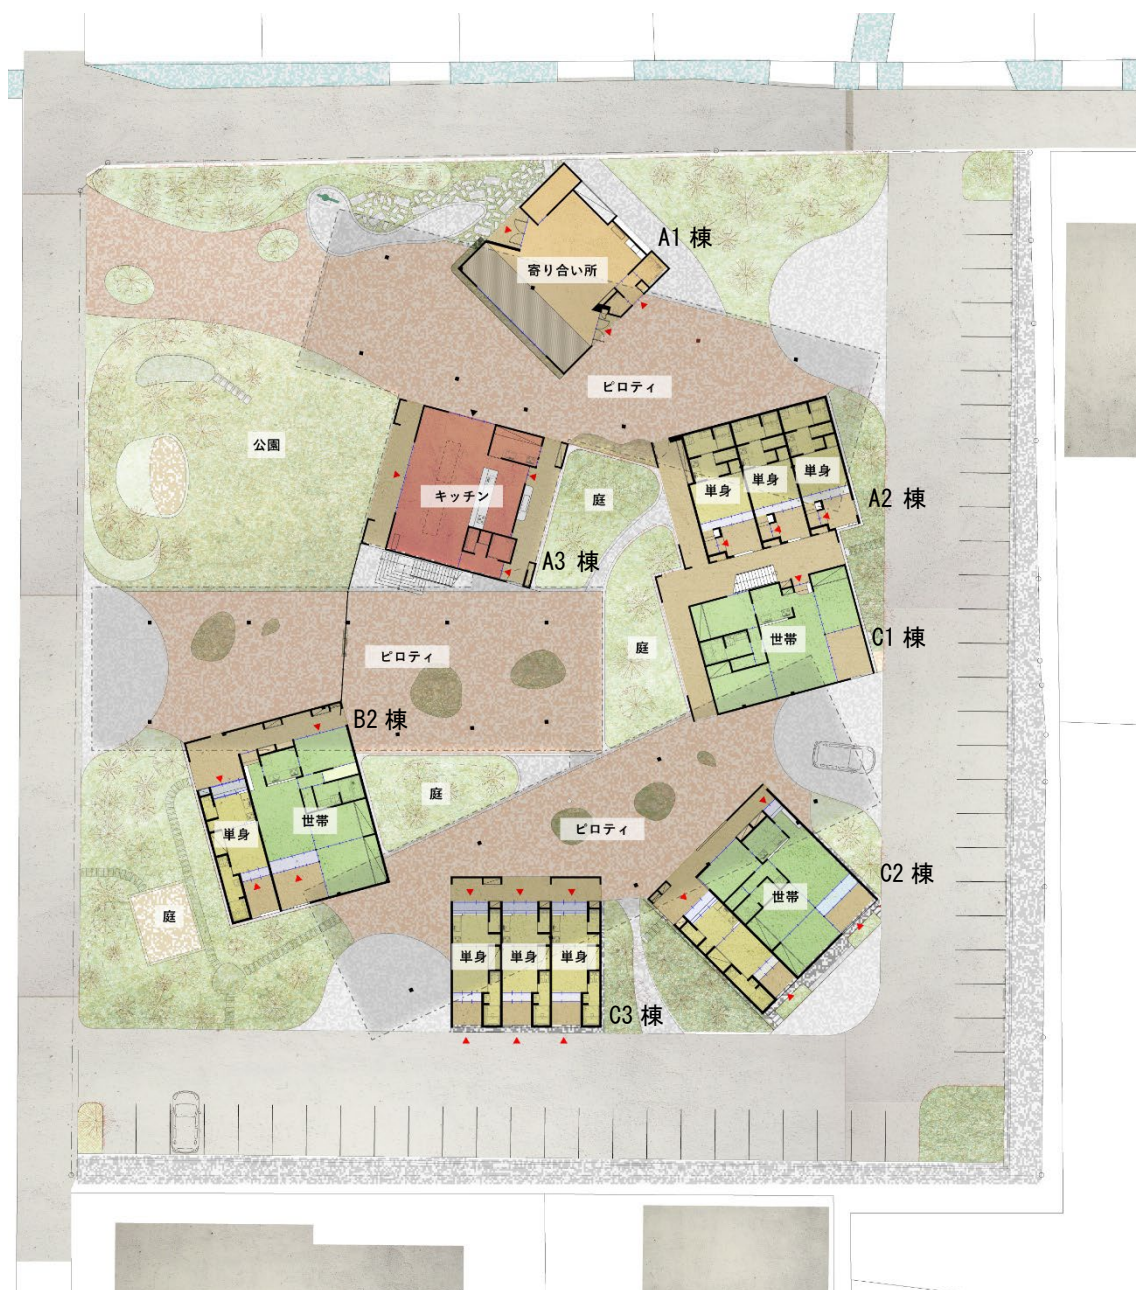 A1 棟
寄り合い所
ピロティ
公園
キッチン
単身
単身
単身
庭
A2 棟
A3 棟
世帯
C1 棟
庭
ピロティ
B2 棟
庭
単身
世帯
ピロティ
C2 棟
世帯
庭
単身
単身
単身
C3 棟